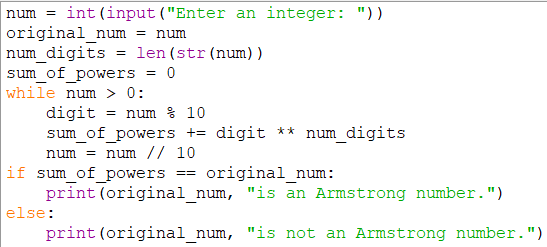 num = int(input("Enter an integer: "))
original_num = num
num_digits = len(str(num))
sum_of_powers = 0
while num > 0:
    digit = num % 10
    sum_of_powers += digit ** num_digits
    num = num // 10
if sum_of_powers == original_num:
    print(original_num, "is an Armstrong number.")
else:
    print(original_num, "is not an Armstrong number.")